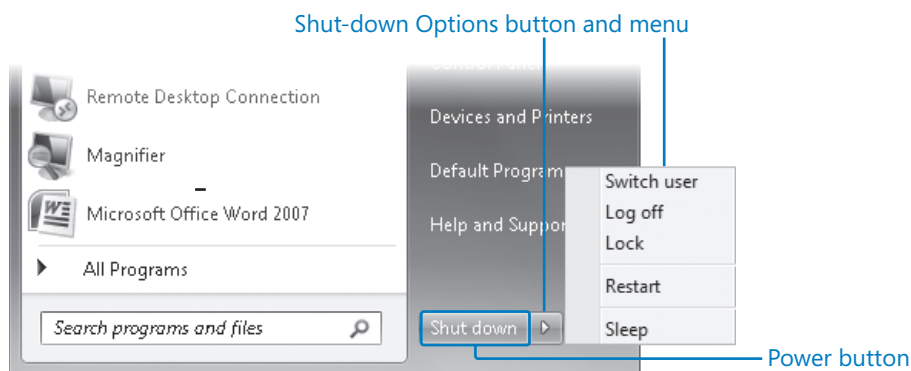 Shut-down Options button and menu
Remote Desktop Connection
Magnifier
Microsoft Office Word 2007
All Programs
Search programs and files
Devices and Printers
Default Program
Help and Suppor
Shut down
Switch user
Log off
Lock
Restart
Sleep
Power button